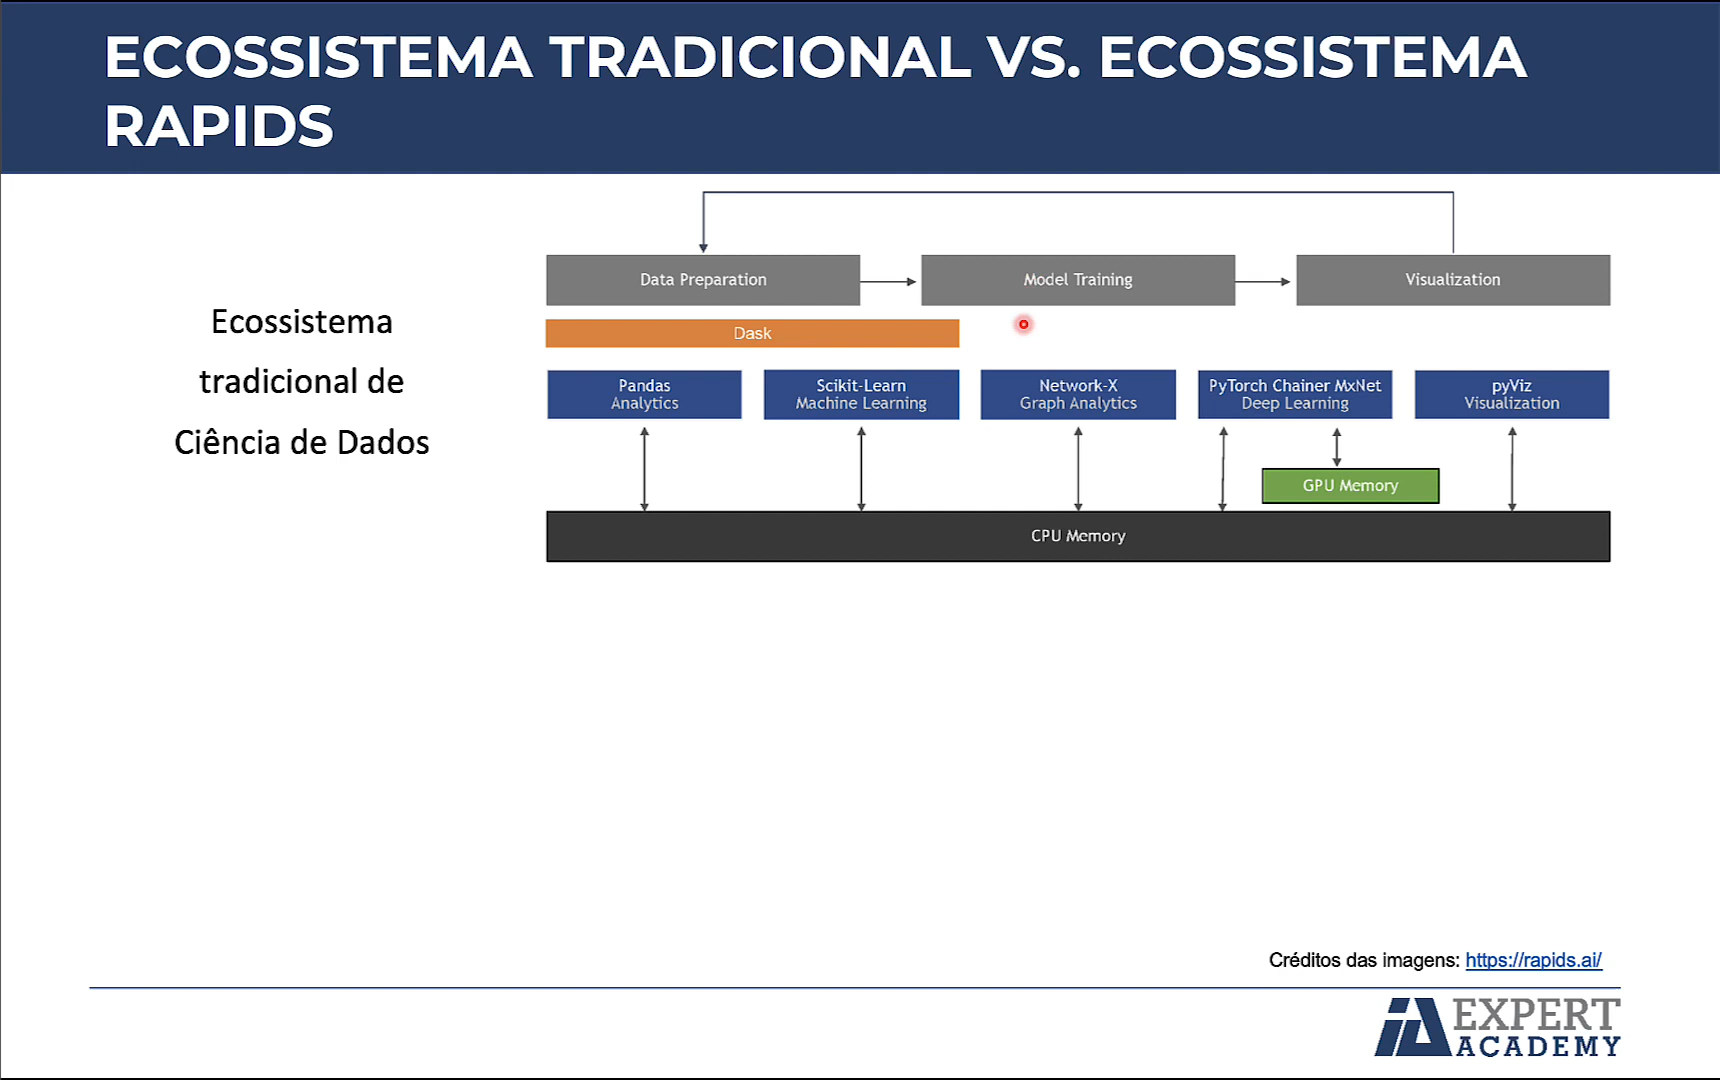 ECOSSISTEMA TRADICIONAL VS. ECOSSISTEMA
RAPIDS
Ecossistema
tradicional de
Ciência de Dados
Data Preparation
Model Training
Visualization
Dask
Pandas
Analytics
Scikit-Learn
Machine Learning
Network-X
Graph Analytics
PyTorch Chainer MxNet
Deep Learning
pyViz
Visualization
GPU Memory
CPU Memory
Créditos das imagens: https://rapids.ai/
IA EXPERT
ACADEMY